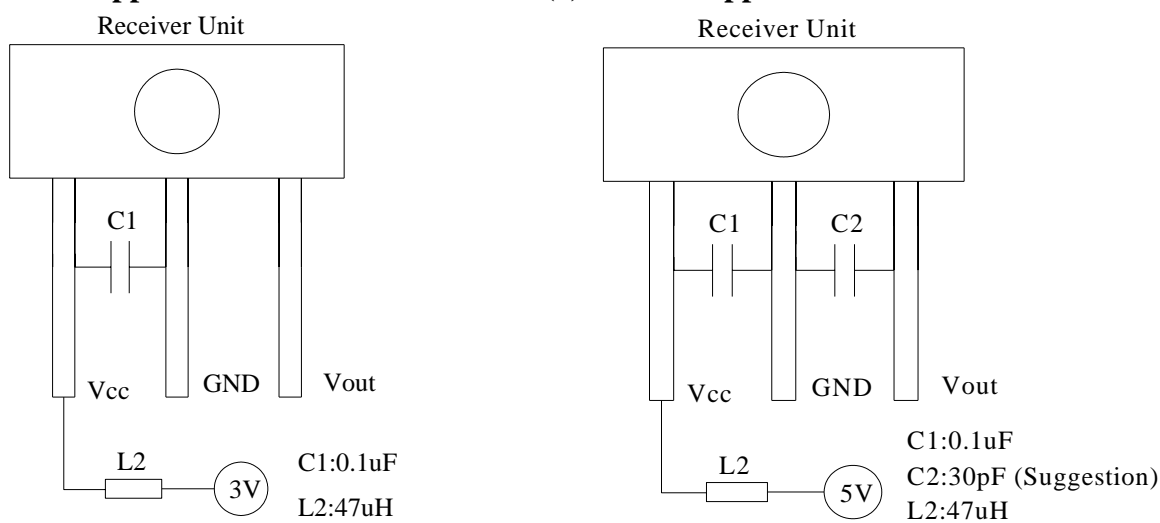 Receiver Unit
C1
Vcc
GND
Vout
L2
3V
C1:0.1uF
L2:47uH
Receiver Unit
C1
C2
Vcc
GND
Vout
L2
5V
C1:0.1uF
C2:30pF (Suggestion)
L2:47uH